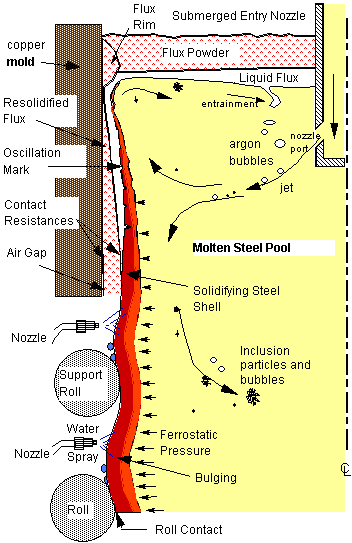 Flux
Rim
Submerged Entry Nozzle
copper
mold
Flux Powder
Liquid Flux
Resolidified
Flux
entrainment
nozzle
port
argon
bubbles
Oscillation
Mark
jet
Contact
Resistances
Molten Steel Pool
Air Gap
Solidifying Steel
Shell
Nozzle
Inclusion
particles and
bubbles
Support
Roll
Water
Spray
Nozzle
Ferrostatic
Pressure
Bulging
Roll
Roll Contact
℄